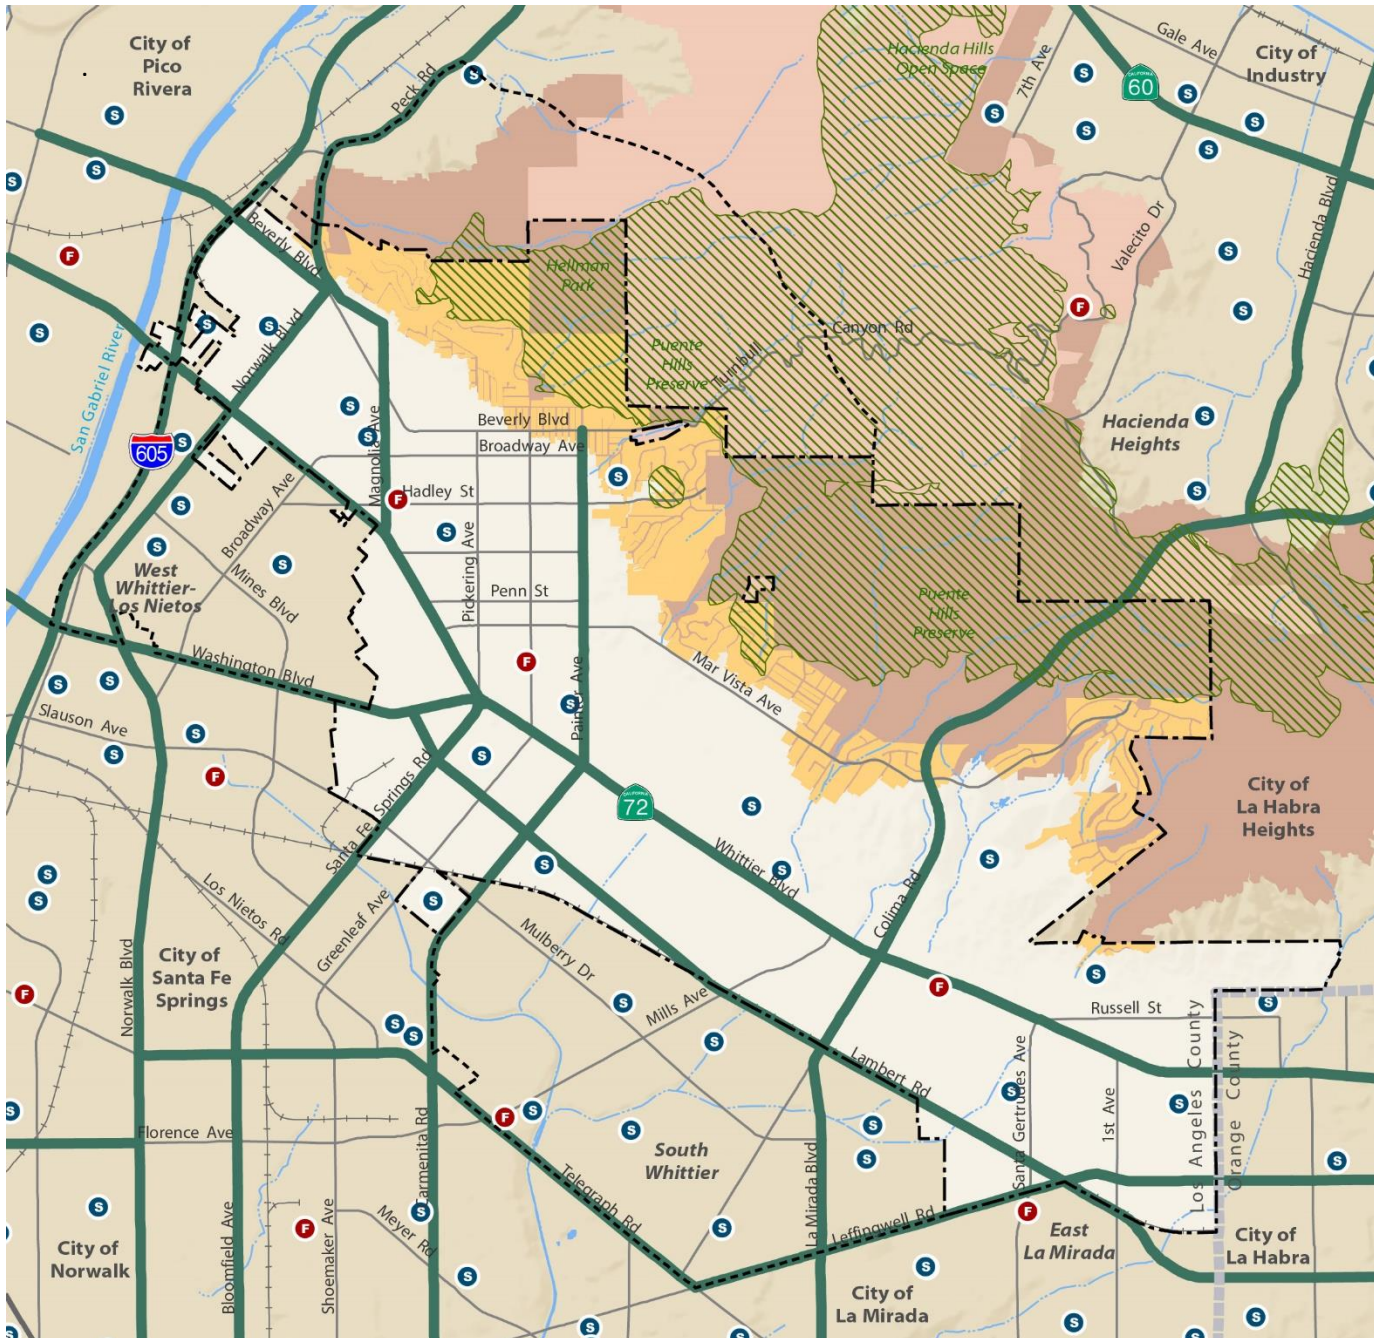 City of
Pico
Rivera
Peck Rd
Hacienda Hills
Open Space
7th Ave
Gale Ave
City of
Industry
CALIFORNIA
60
Hacienda Blvd
Valecito Dr
Beverly Blvd
Hellman
Park
San Gabriel River
Norwalk BLvd
Canyon Rd
Turnbull
Puente
Hills
Preserve
Hacienda
Heights
605
Magnolia Ave
Beverly Blvd
Broadway Ave
Hadley St
Broadway Ave
Pickering Ave
West
Whittier-
Los Nietos
Mines Blvd
Penn St
Puente
Hills
Preserve
Washington Blvd
Mar Vista Ave
Painter Ave
Slauson Ave
Santa Fe Springs Rd
CALIFORNIA
72
City of
La Habra
Heights
Whittier Blvd
Colima Rd
Los Nietos Rd
Greenleaf Ave
Mulberry Dr
City of
Santa Fe
Springs
Norwalk Blvd
Mills Ave
Russell St
Lambert Rd
Santa Gertrudes Ave
1st Ave
Los Angeles County
Orange County
Florence Ave
South
Whittier
La Mirada Blvd
Carmenita Rd
Telegraph Rd
Leffingwell Rd
City of
Norwalk
Bloomfield Ave
Shoemaker Ave
Meyer Rd
East
La Mirada
City of
La Habra
City of
La Mirada
S
S
S
S
S
S
S
S
S
F
S
S
S
F
S
S
S
S
S
S
S
S
F
S
S
S
S
S
F
S
S
S
S
S
F
S
S
S
S
S
S
S
S
F
S
F
S
S
S
S
S
S
S
S
F
S
S
S
S
S
S
S
F
F
S
S
S
S
S
S
S